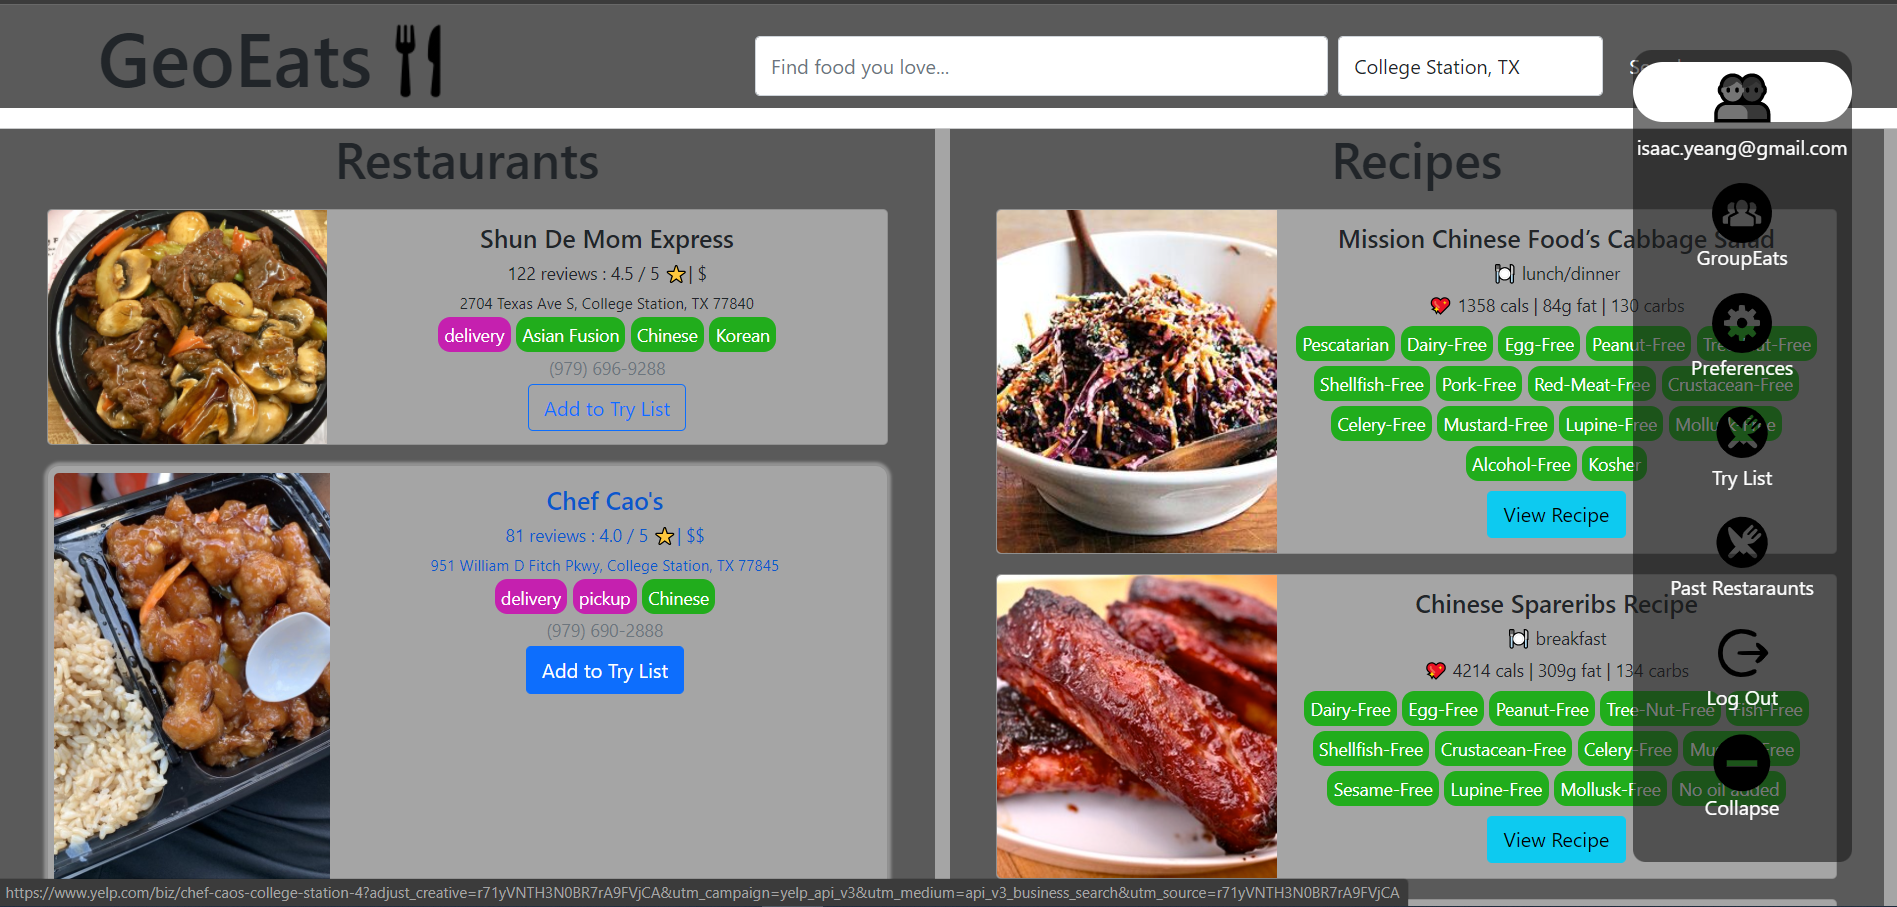 GeoEats
Find food you love...
College Station, TX
isaac.yeang@gmail.com
GroupEats
Preferences
Try List
Past Restaraunts
Log Out
Collapse
Restaurants
Shun De Mom Express
122 reviews : 4.5 / 5 ⭐| $
2704 Texas Ave S, College Station, TX 77840
delivery Asian Fusion Chinese Korean
(979) 696-9288
Add to Try List
Chef Cao's
81 reviews : 4.0 / 5 ⭐| $$
951 William D Fitch Pkwy, College Station, TX 77845
delivery pickup Chinese
(979) 690-2888
Add to Try List
Recipes
Mission Chinese Food’s Cabbage Salad
lunch/dinner
1358 cals | 84g fat | 130 carbs
Pescatarian Dairy-Free Egg-Free Peanut-Free Tree-Nut-Free
Shellfish-Free Pork-Free Red-Meat-Free Crustacean-Free
Celery-Free Mustard-Free Lupine-Free Mollusk-Free
Alcohol-Free Kosher
View Recipe
Chinese Spareribs Recipe
breakfast
4214 cals | 309g fat | 134 carbs
Dairy-Free Egg-Free Peanut-Free Tree-Nut-Free Fish-Free
Shellfish-Free Crustacean-Free Celery-Free Mustard-Free
Sesame-Free Lupine-Free Mollusk-Free No oil added
View Recipe
https://www.yelp.com/biz/chef-caos-college-station-4?adjust_creative=r71yVNTH3N0BR7rA9FVjCA&utm_campaign=yelp_api_v3&utm_medium=api_v3_business_search&utm_source=r71yVNTH3N0BR7rA9FVjCA